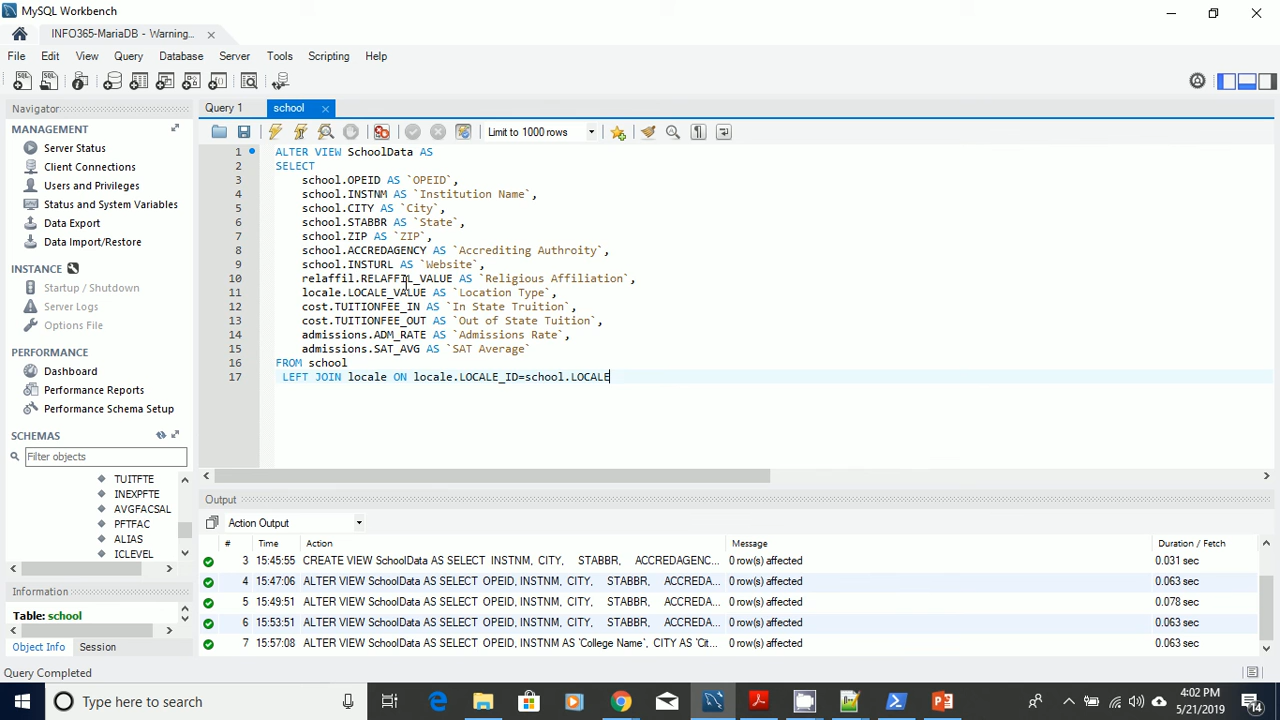 MySQL Workbench
INFO365-MariaDB - Warning...
File Edit View Query Database Server Tools Scripting Help
Navigator
MANAGEMENT
Server Status
Client Connections
Users and Privileges
Status and System Variables
Data Export
Data Import/Restore
INSTANCE
Startup / Shutdown
Server Logs
Options File
PERFORMANCE
Dashboard
Performance Reports
Performance Schema Setup
SCHEMAS
Filter objects
TUITFTE
INEXPFTE
AVGFACSAL
PFTFAC
ALIAS
ICLEVEL
Information
Table: school
Object Info Session
Query 1 school
Limit to 1000 rows
1 ALTER VIEW SchoolData AS
2 SELECT
3 school.OPEID AS `OPEID`,
4 school.INSTNM AS `Institution Name`,
5 school.CITY AS `City`,
6 school.STABBR AS `State`,
7 school.ZIP AS `ZIP`,
8 school.ACCREDAGENCY AS `Accrediting Authroity`,
9 school.INSTURL AS `Website`,
10 relaffil.RELAFFIL_VALUE AS `Religious Affiliation`,
11 locale.LOCALE_VALUE AS `Location Type`,
12 cost.TUITIONFEE_IN AS `In State Truition`,
13 cost.TUITIONFEE_OUT AS `Out of State Tuition`,
14 admissions.ADM_RATE AS `Admissions Rate`,
15 admissions.SAT_AVG AS `SAT Average`
16 FROM school
17 LEFT JOIN locale ON locale.LOCALE_ID=school.LOCALE
Output
Action Output
# Time Action Message Duration / Fetch
3 15:45:55 CREATE VIEW SchoolData AS SELECT INSTNM, CITY, STABBR, ACCREDAGENC... 0 row(s) affected 0.031 sec
4 15:47:06 ALTER VIEW SchoolData AS SELECT OPEID, INSTNM, CITY, STABBR, ACCREDA... 0 row(s) affected 0.063 sec
5 15:49:51 ALTER VIEW SchoolData AS SELECT OPEID, INSTNM, CITY, STABBR, ACCREDA... 0 row(s) affected 0.078 sec
6 15:53:51 ALTER VIEW SchoolData AS SELECT OPEID, INSTNM, CITY, STABBR, ACCREDA... 0 row(s) affected 0.063 sec
7 15:57:08 ALTER VIEW SchoolData AS SELECT OPEID, INSTNM AS 'College Name', CITY AS 'Cit... 0 row(s) affected 0.063 sec
Query Completed
Type here to search
4:02 PM
5/21/2019
14